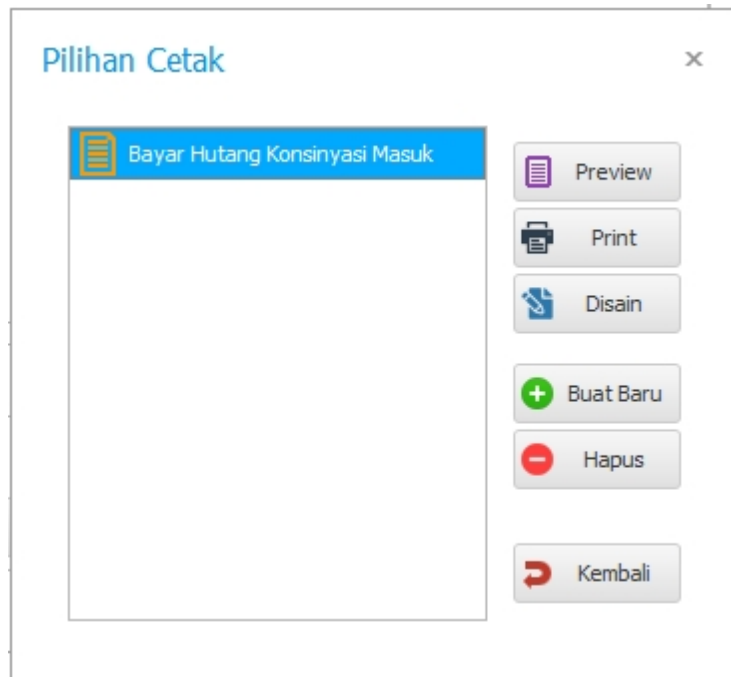 Pilihan Cetak
Bayar Hutang Konsinyasi Masuk
Preview
Print
Disain
Buat Baru
Hapus
Kembali